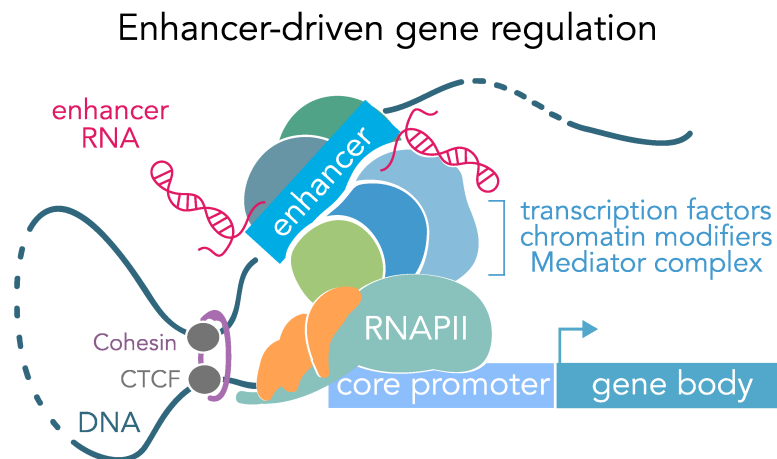 Enhancer-driven gene regulation
enhancer
RNA
enhancer
transcription factors
chromatin modifiers
Mediator complex
RNAPII
Cohesin
CTCF
core promoter
gene body
DNA